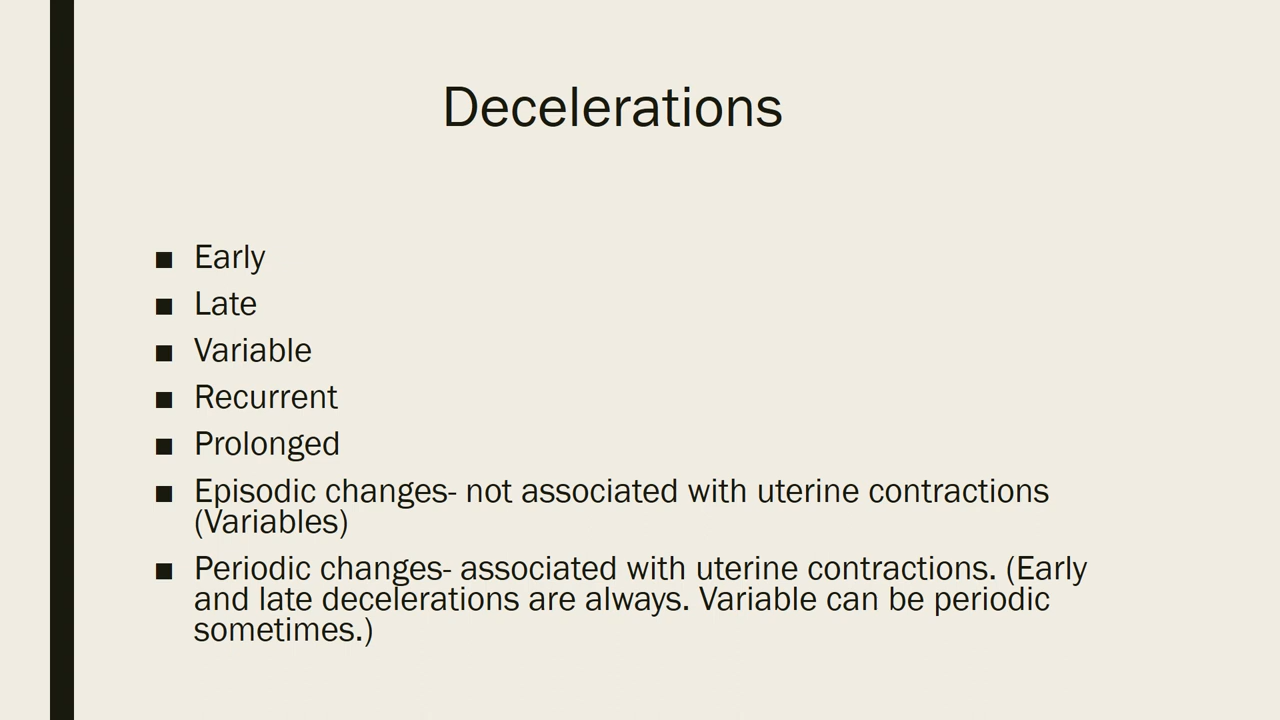 Decelerations
■ Early
■ Late
■ Variable
■ Recurrent
■ Prolonged
■ Episodic changes- not associated with uterine contractions
(Variables)
■ Periodic changes- associated with uterine contractions. (Early
and late decelerations are always. Variable can be periodic
sometimes.)